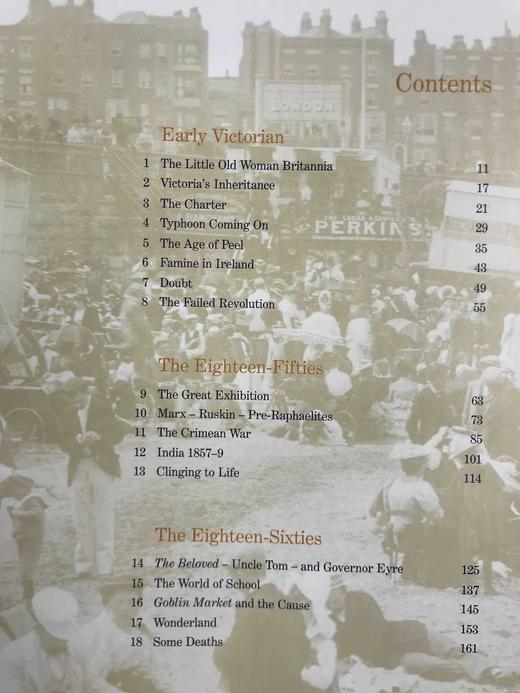 Contents
LONDON
PERKINS
Early Victorian
1 The Little Old Woman Britannia 11
2 Victoria's Inheritance 17
3 The Charter 21
4 Typhoon Coming On 29
5 The Age of Peel 35
6 Famine in Ireland 43
7 Doubt 49
8 The Failed Revolution 55
The Eighteen-Fifties
9 The Great Exhibition 63
10 Marx – Ruskin – Pre-Raphaelites 73
11 The Crimean War 85
12 India 1857–9 101
13 Clinging to Life 114
The Eighteen-Sixties
14 The Beloved – Uncle Tom – and Governor Eyre 125
15 The World of School 137
16 Goblin Market and the Cause 145
17 Wonderland 153
18 Some Deaths 161